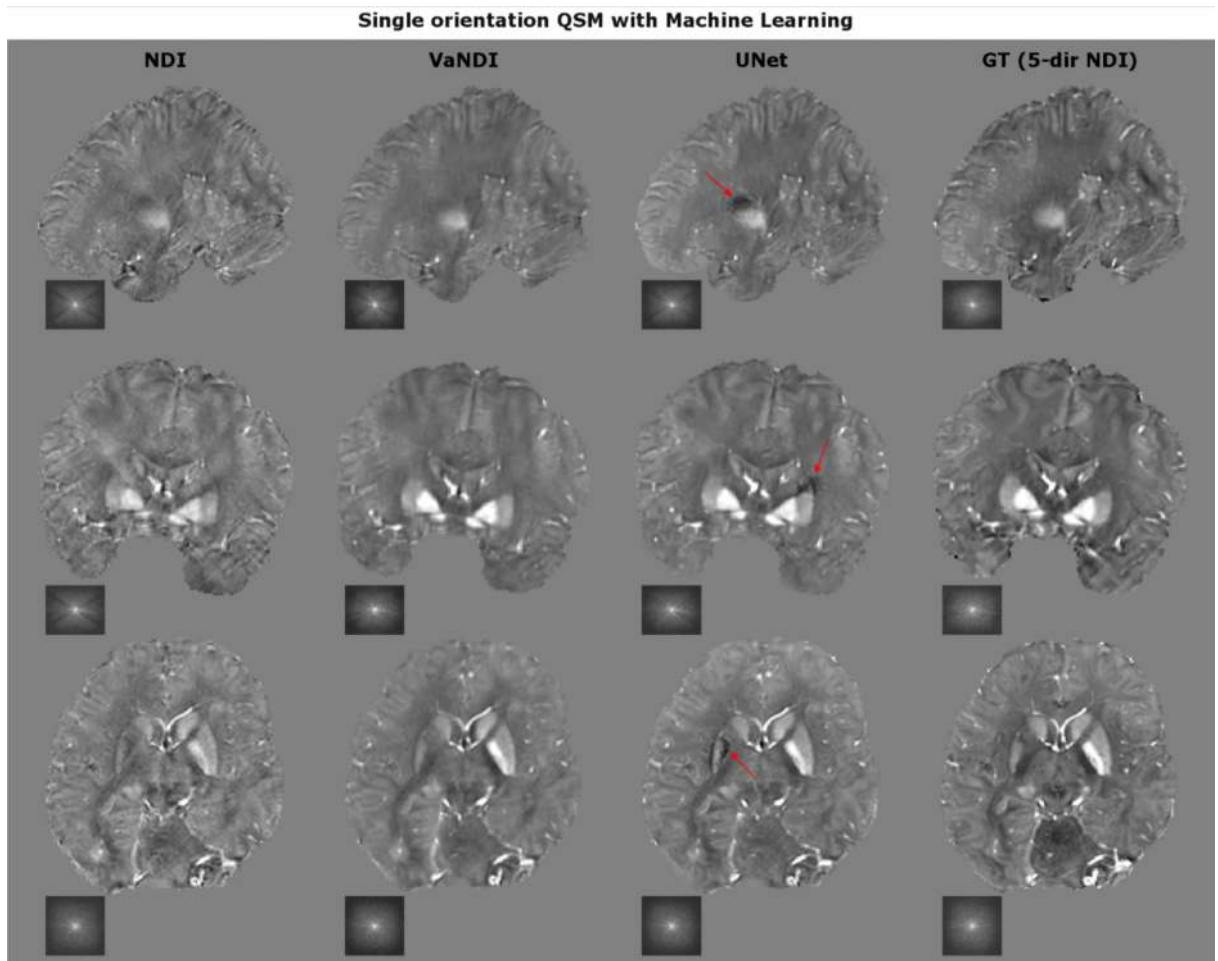 Single orientation QSM with Machine Learning
NDI VaNDI UNet GT (5-dir NDI)